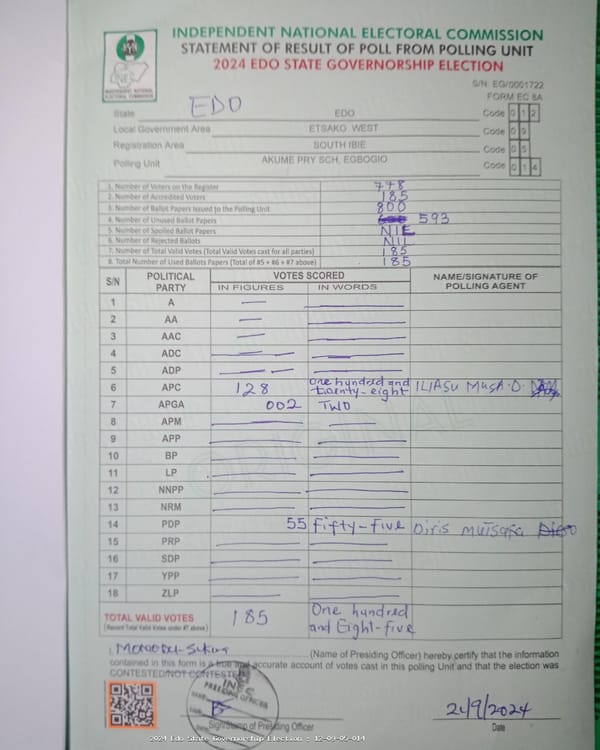 INDEPENDENT NATIONAL ELECTORAL COMMISSION
STATEMENT OF RESULT OF POLL FROM POLLING UNIT
2024 EDO STATE GOVERNORSHIP ELECTION
S/N: EG/0001722
FORM EC 8A
INEC
INDEPENDENT NATIONAL ELECTORAL COMMISSION
EDO
State EDO Code 0 1 2
Local Government Area ETSAKO WEST Code 0 9
Registration Area SOUTH IBIE Code 0 5
Polling Unit AKUME PRY SCH, EGBOGIO Code 0 1 4
1. Number of Voters on the Register 778
2. Number of Accredited Voters 185
3. Number of Ballot Papers Issued to the Polling Unit 800
4. Number of Unused Ballot Papers 593
5. Number of Spoiled Ballot Papers NIE
6. Number of Rejected Ballots NIL
7. Number of Total Valid Votes (Total Valid Votes cast for all parties) 185
8. Total Number of Used Ballots Papers (Total of #5 + #6 + #7 above) 185
S/N POLITICAL PARTY VOTES SCORED NAME/SIGNATURE OF POLLING AGENT
IN FIGURES IN WORDS
1 A — —
2 AA — —
3 AAC — —
4 ADC — —
5 ADP — —
6 APC 128 One hundred and twenty-eight ILIASU MUSA.O.
7 APGA 002 TWO
8 APM — —
9 APP — —
10 BP — —
11 LP — —
12 NNPP — —
13 NRM — —
14 PDP 55 Fifty-five
15 PRP — —
16 SDP — —
17 YPP — —
18 ZLP — —
TOTAL VALID VOTES 185 One hundred and Eight-five
(Record Total Valid Votes under #7 above)
I, (Name of Presiding Officer) hereby certify that the information
contained in this form is a true and accurate account of votes cast in this polling Unit and that the election was
CONTESTED/NOT CONTESTED
INEC
PRESIDING OFFICER
Sign/Stamp of Presiding Officer
21/9/2024
Date
2024 Edo State Governorship Election : 12-09-05-014